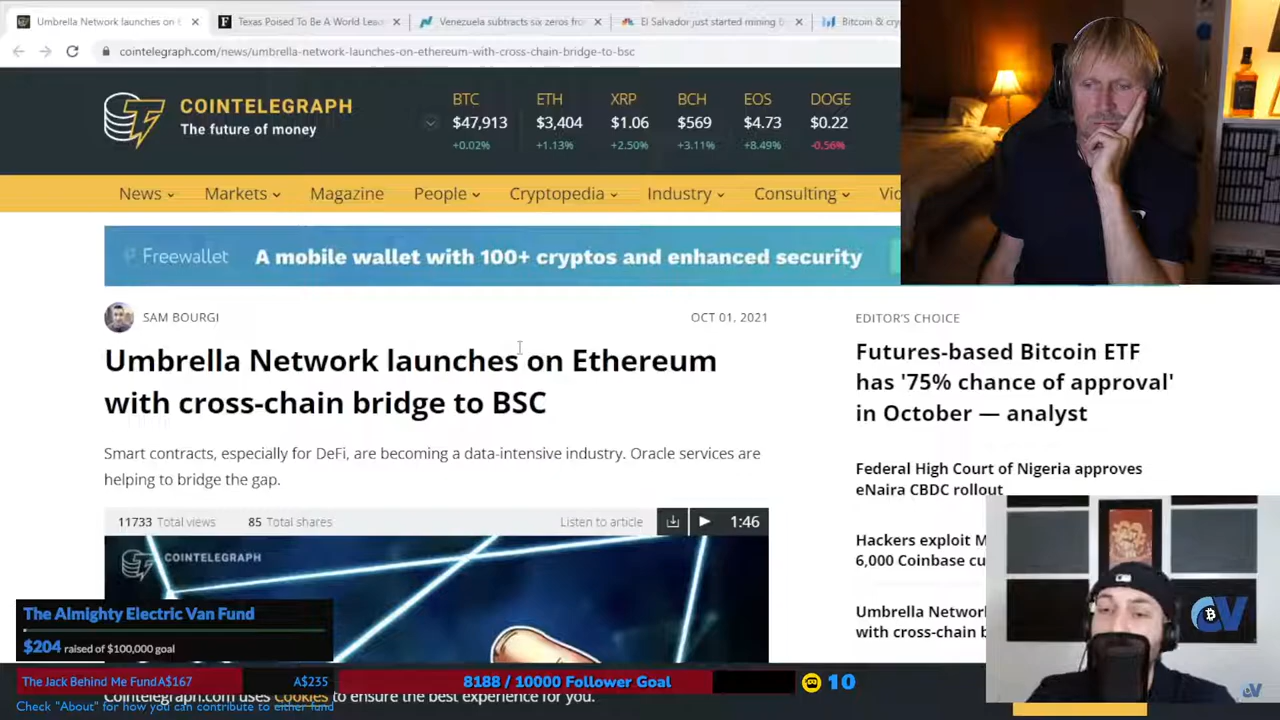 Umbrella Network launches on
Texas Poised To Be A World Lea
Venezuela subtracts six zeros fro
El Salvador just started mining
Bitcoin & cry
cointelegraph.com/news/umbrella-network-launches-on-ethereum-with-cross-chain-bridge-to-bsc
COINTELEGRAPH
The future of money
BTC ETH XRP BCH EOS DOGE
$47,913 $3,404 $1.06 $569 $4.73 $0.22
+0.02% +1.13% +2.50% +3.11% +8.49% -0.56%
News Markets Magazine People Cryptopedia Industry Consulting Vi
Freewallet A mobile wallet with 100+ cryptos and enhanced security
SAM BOURGI
OCT 01, 2021
Umbrella Network launches on Ethereum
with cross-chain bridge to BSC
Smart contracts, especially for DeFi, are becoming a data-intensive industry. Oracle services are
helping to bridge the gap.
11733 Total views 85 Total shares Listen to article 1:46
COINTELEGRAPH
EDITOR'S CHOICE
Futures-based Bitcoin ETF
has '75% chance of approval'
in October — analyst
Federal High Court of Nigeria approves
eNaira CBDC rollout
Hackers exploit M
6,000 Coinbase cu
Umbrella Network
with cross-chain b
The Almighty Electric Van Fund
$204 raised of $100,000 goal
The Jack Behind Me Fund A$167 A$235
8188 / 10000 Follower Goal
10
Cointelegraph.com uses Cookies to ensure the best experience for you.
Check "About" for how you can contribute to either fund